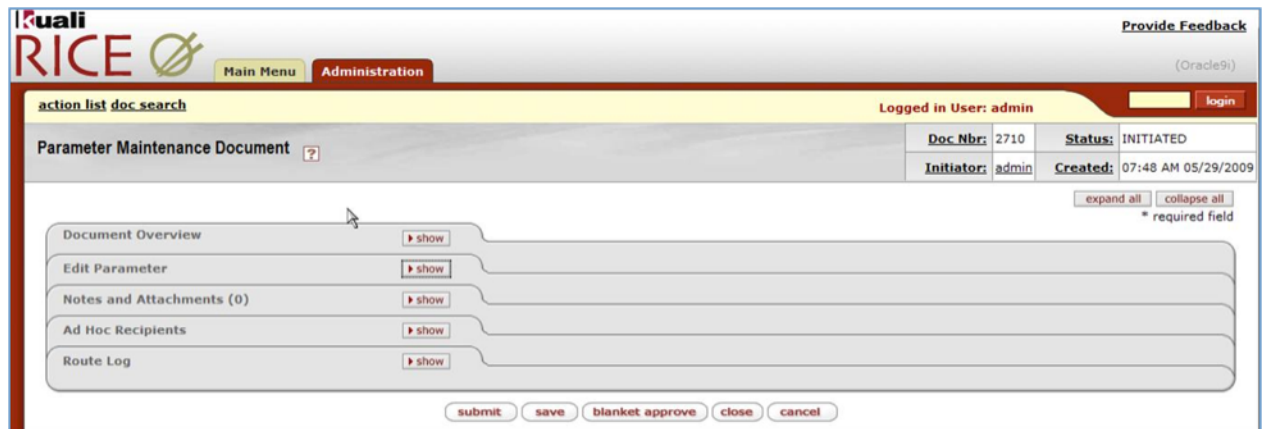 kuali
RICE
Main Menu Administration
Provide Feedback
(Oracle9i)
action list doc search
Logged in User: admin
login
Parameter Maintenance Document ?
Doc Nbr: 2710 Status: INITIATED
Initiator: admin Created: 07:48 AM 05/29/2009
expand all collapse all
* required field
Document Overview show
Edit Parameter show
Notes and Attachments (0) show
Ad Hoc Recipients show
Route Log show
submit save blanket approve close cancel